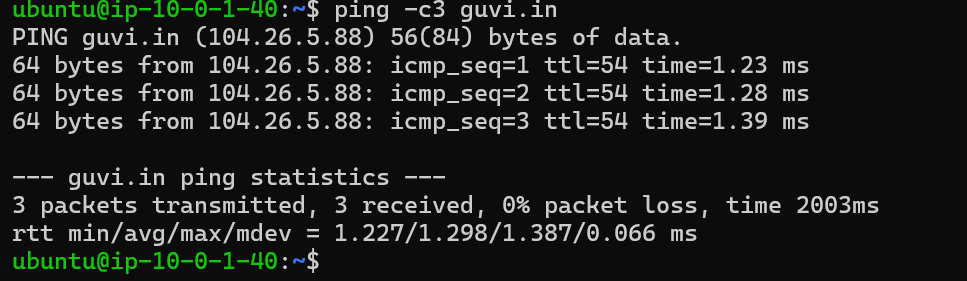 ubuntu@ip-10-0-1-40:~$ ping -c3 guvi.in
PING guvi.in (104.26.5.88) 56(84) bytes of data.
64 bytes from 104.26.5.88: icmp_seq=1 ttl=54 time=1.23 ms
64 bytes from 104.26.5.88: icmp_seq=2 ttl=54 time=1.28 ms
64 bytes from 104.26.5.88: icmp_seq=3 ttl=54 time=1.39 ms

--- guvi.in ping statistics ---
3 packets transmitted, 3 received, 0% packet loss, time 2003ms
rtt min/avg/max/mdev = 1.227/1.298/1.387/0.066 ms
ubuntu@ip-10-0-1-40:~$